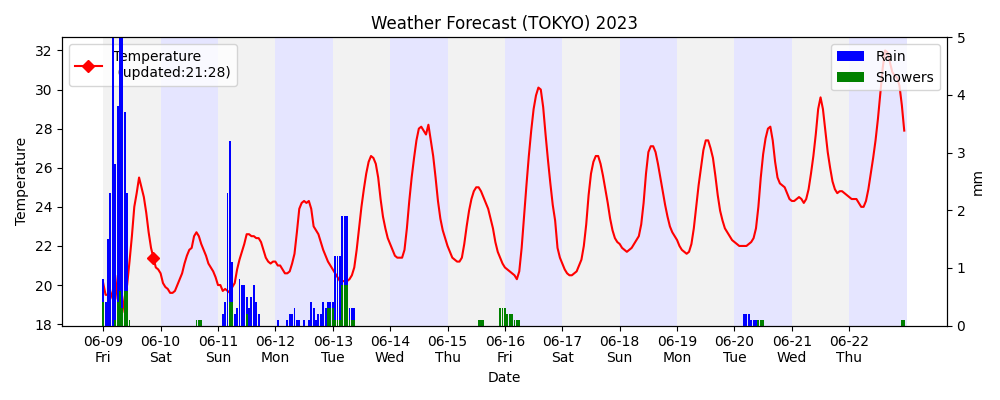 Weather Forecast (TOKYO) 2023
Temperature
(updated:21:28)
Rain
Showers
Temperature
32
30
28
26
24
22
20
18
5
4
3
2
1
0
mm
06-09 06-10 06-11 06-12 06-13 06-14 06-15 06-16 06-17 06-18 06-19 06-20 06-21 06-22
Fri Sat Sun Mon Tue Wed Thu Fri Sat Sun Mon Tue Wed Thu
Date